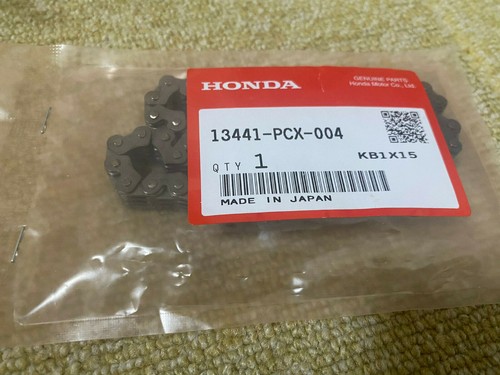 HONDA
GENUINE PARTS
Honda Motor Co., Ltd.
13441-PCX-004
QTY 1
KB1X15
MADE IN JAPAN